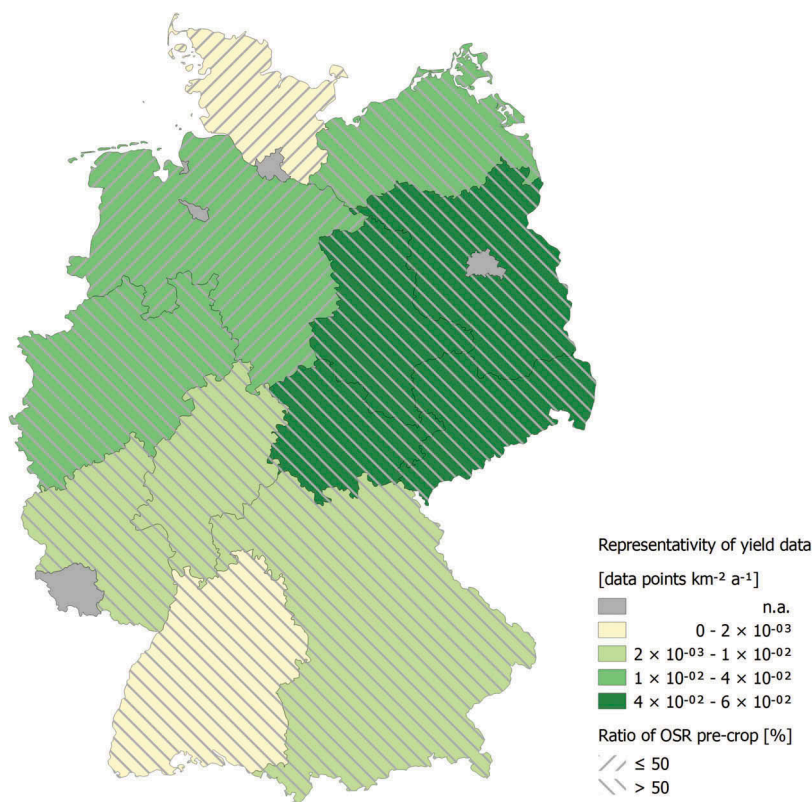 Representativity of yield data
[data points km⁻² a⁻¹]
n.a.
0 - 2 × 10⁻⁰³
2 × 10⁻⁰³ - 1 × 10⁻⁰²
1 × 10⁻⁰² - 4 × 10⁻⁰²
4 × 10⁻⁰² - 6 × 10⁻⁰²
Ratio of OSR pre-crop [%]
≤ 50
> 50